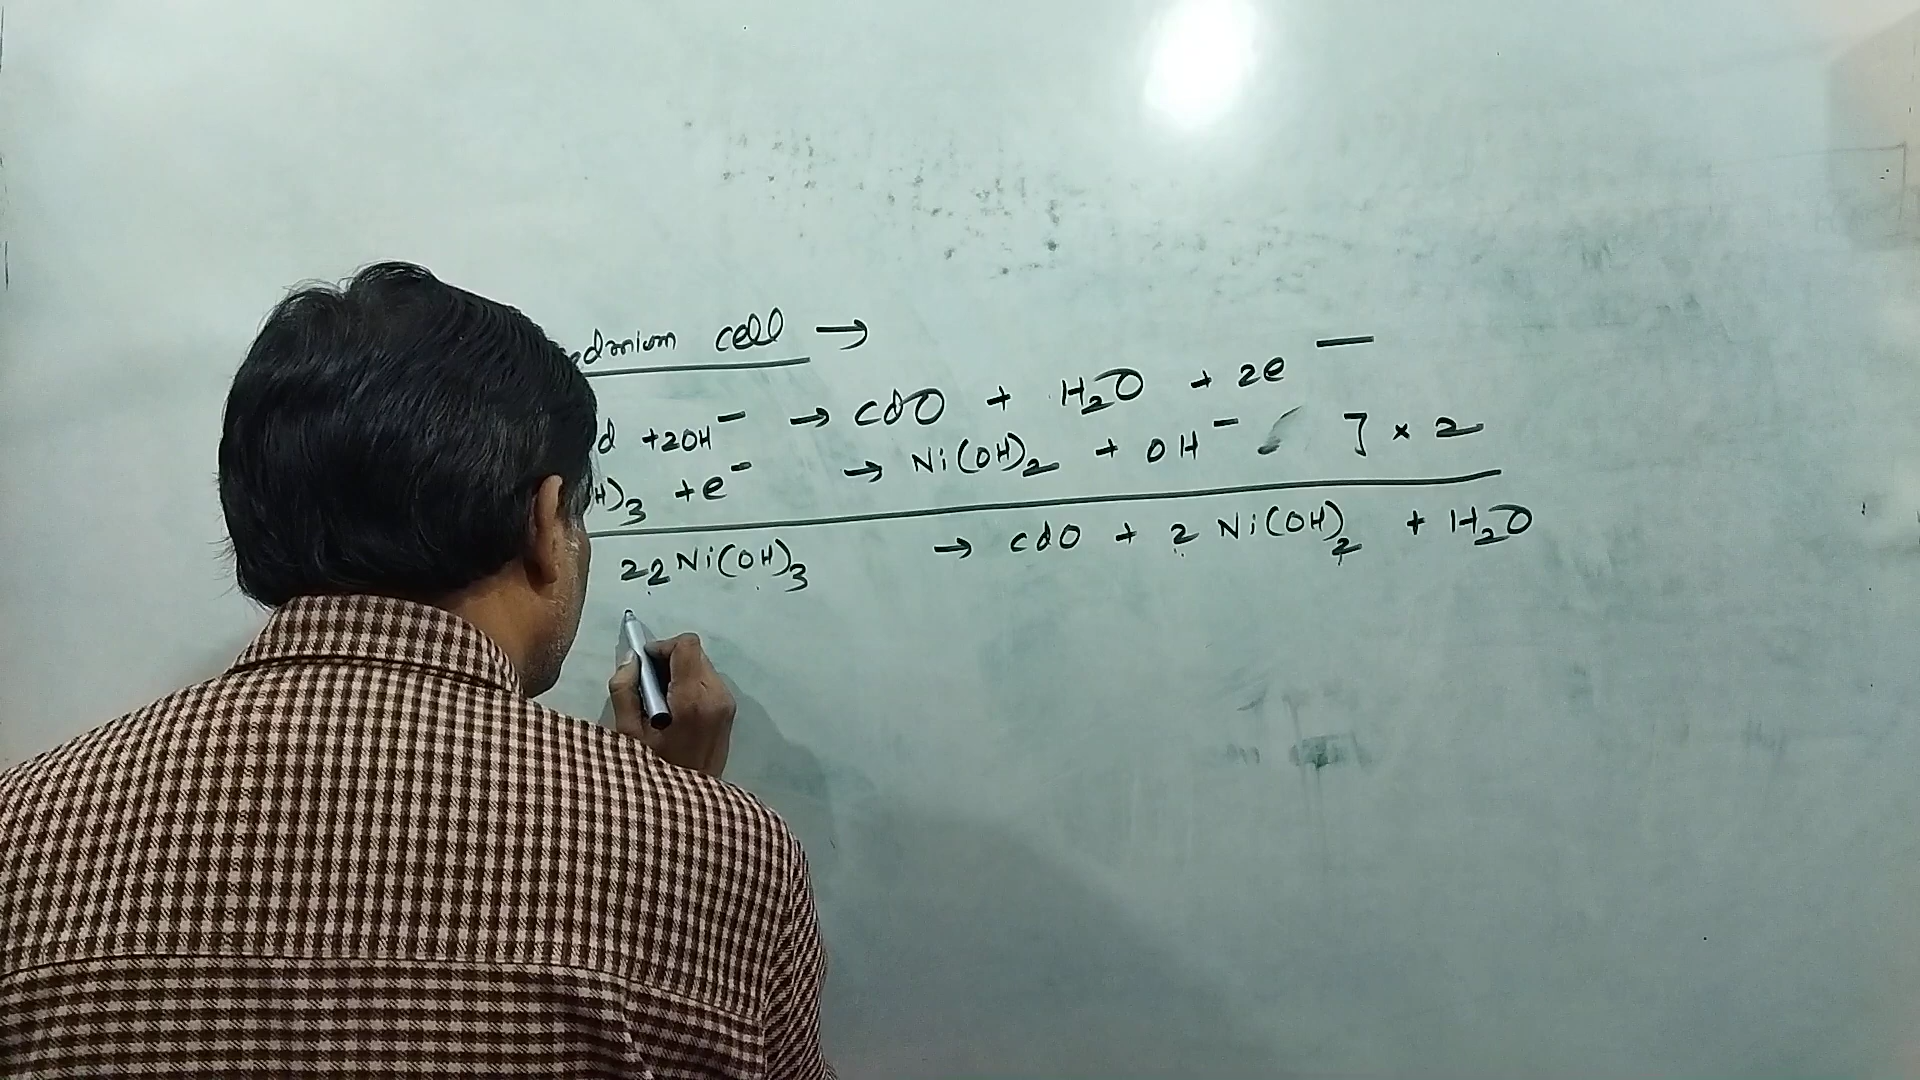 cell →
d + 2OH⁻ → CdO + H₂O + 2e⁻
H)₃ + e⁻ → Ni(OH)₂ + OH⁻ ] × 2
22 Ni(OH)₃ → CdO + 2 Ni(OH)₂ + H₂O